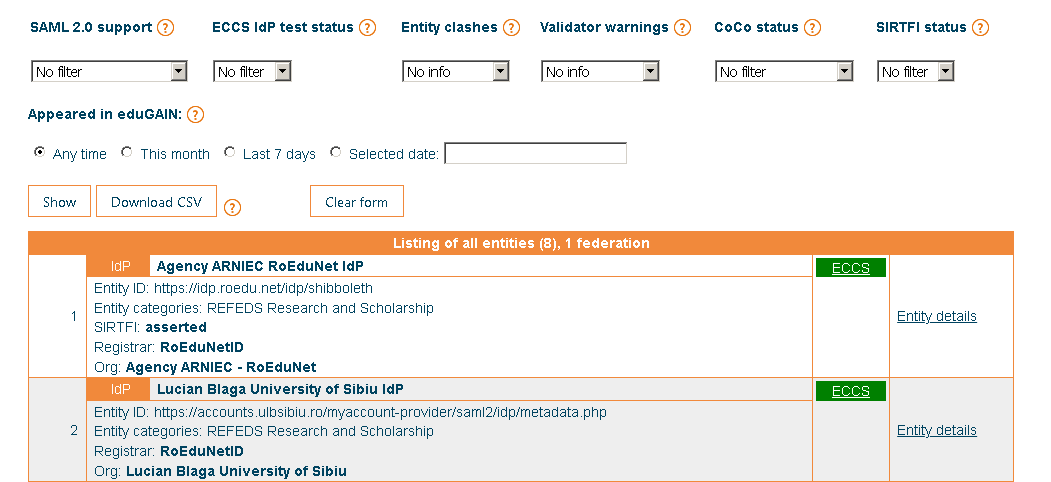 SAML 2.0 support ? ECCS IdP test status ? Entity clashes ? Validator warnings ? CoCo status ? SIRTFI status ?
No filter No filter No info No info No filter No filter
Appeared in eduGAIN: ?
Any time This month Last 7 days Selected date:
Show Download CSV ? Clear form
Listing of all entities (8), 1 federation
IdP Agency ARNIEC RoEduNet IdP ECCS
Entity ID: https://idp.roedu.net/idp/shibboleth
Entity categories: REFEDS Research and Scholarship
1 SIRTFI: asserted Entity details
Registrar: RoEduNetID
Org: Agency ARNIEC - RoEduNet
IdP Lucian Blaga University of Sibiu IdP ECCS
Entity ID: https://accounts.ulbsibiu.ro/myaccount-provider/saml2/idp/metadata.php
2 Entity categories: REFEDS Research and Scholarship Entity details
Registrar: RoEduNetID
Org: Lucian Blaga University of Sibiu